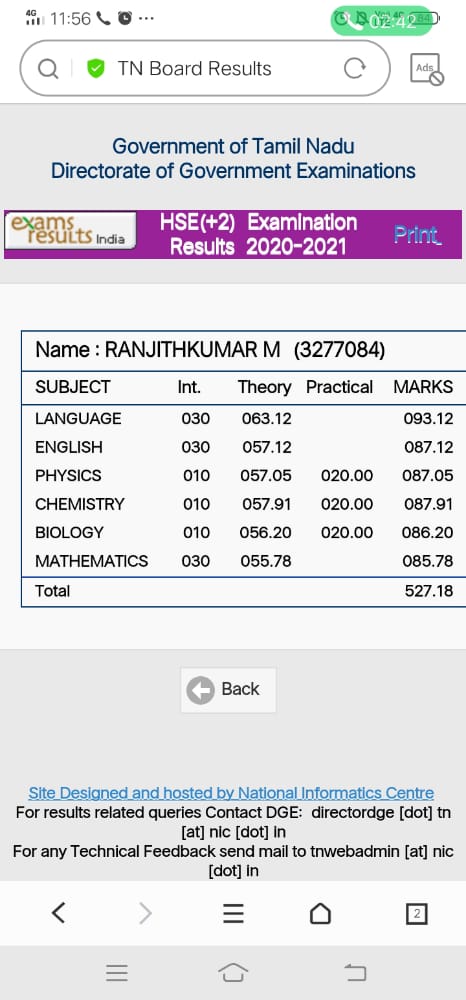 4G 11:56 ...
02:42
TN Board Results
Ads
Government of Tamil Nadu
Directorate of Government Examinations
exams results India
HSE(+2) Examination
Results 2020-2021
Print
Name : RANJITHKUMAR M (3277084)
SUBJECT Int. Theory Practical MARKS
LANGUAGE 030 063.12 093.12
ENGLISH 030 057.12 087.12
PHYSICS 010 057.05 020.00 087.05
CHEMISTRY 010 057.91 020.00 087.91
BIOLOGY 010 056.20 020.00 086.20
MATHEMATICS 030 055.78 085.78
Total 527.18
Back
Site Designed and hosted by National Informatics Centre
For results related queries Contact DGE: directordge [dot] tn
[at] nic [dot] in
For any Technical Feedback send mail to tnwebadmin [at] nic
[dot] in
2